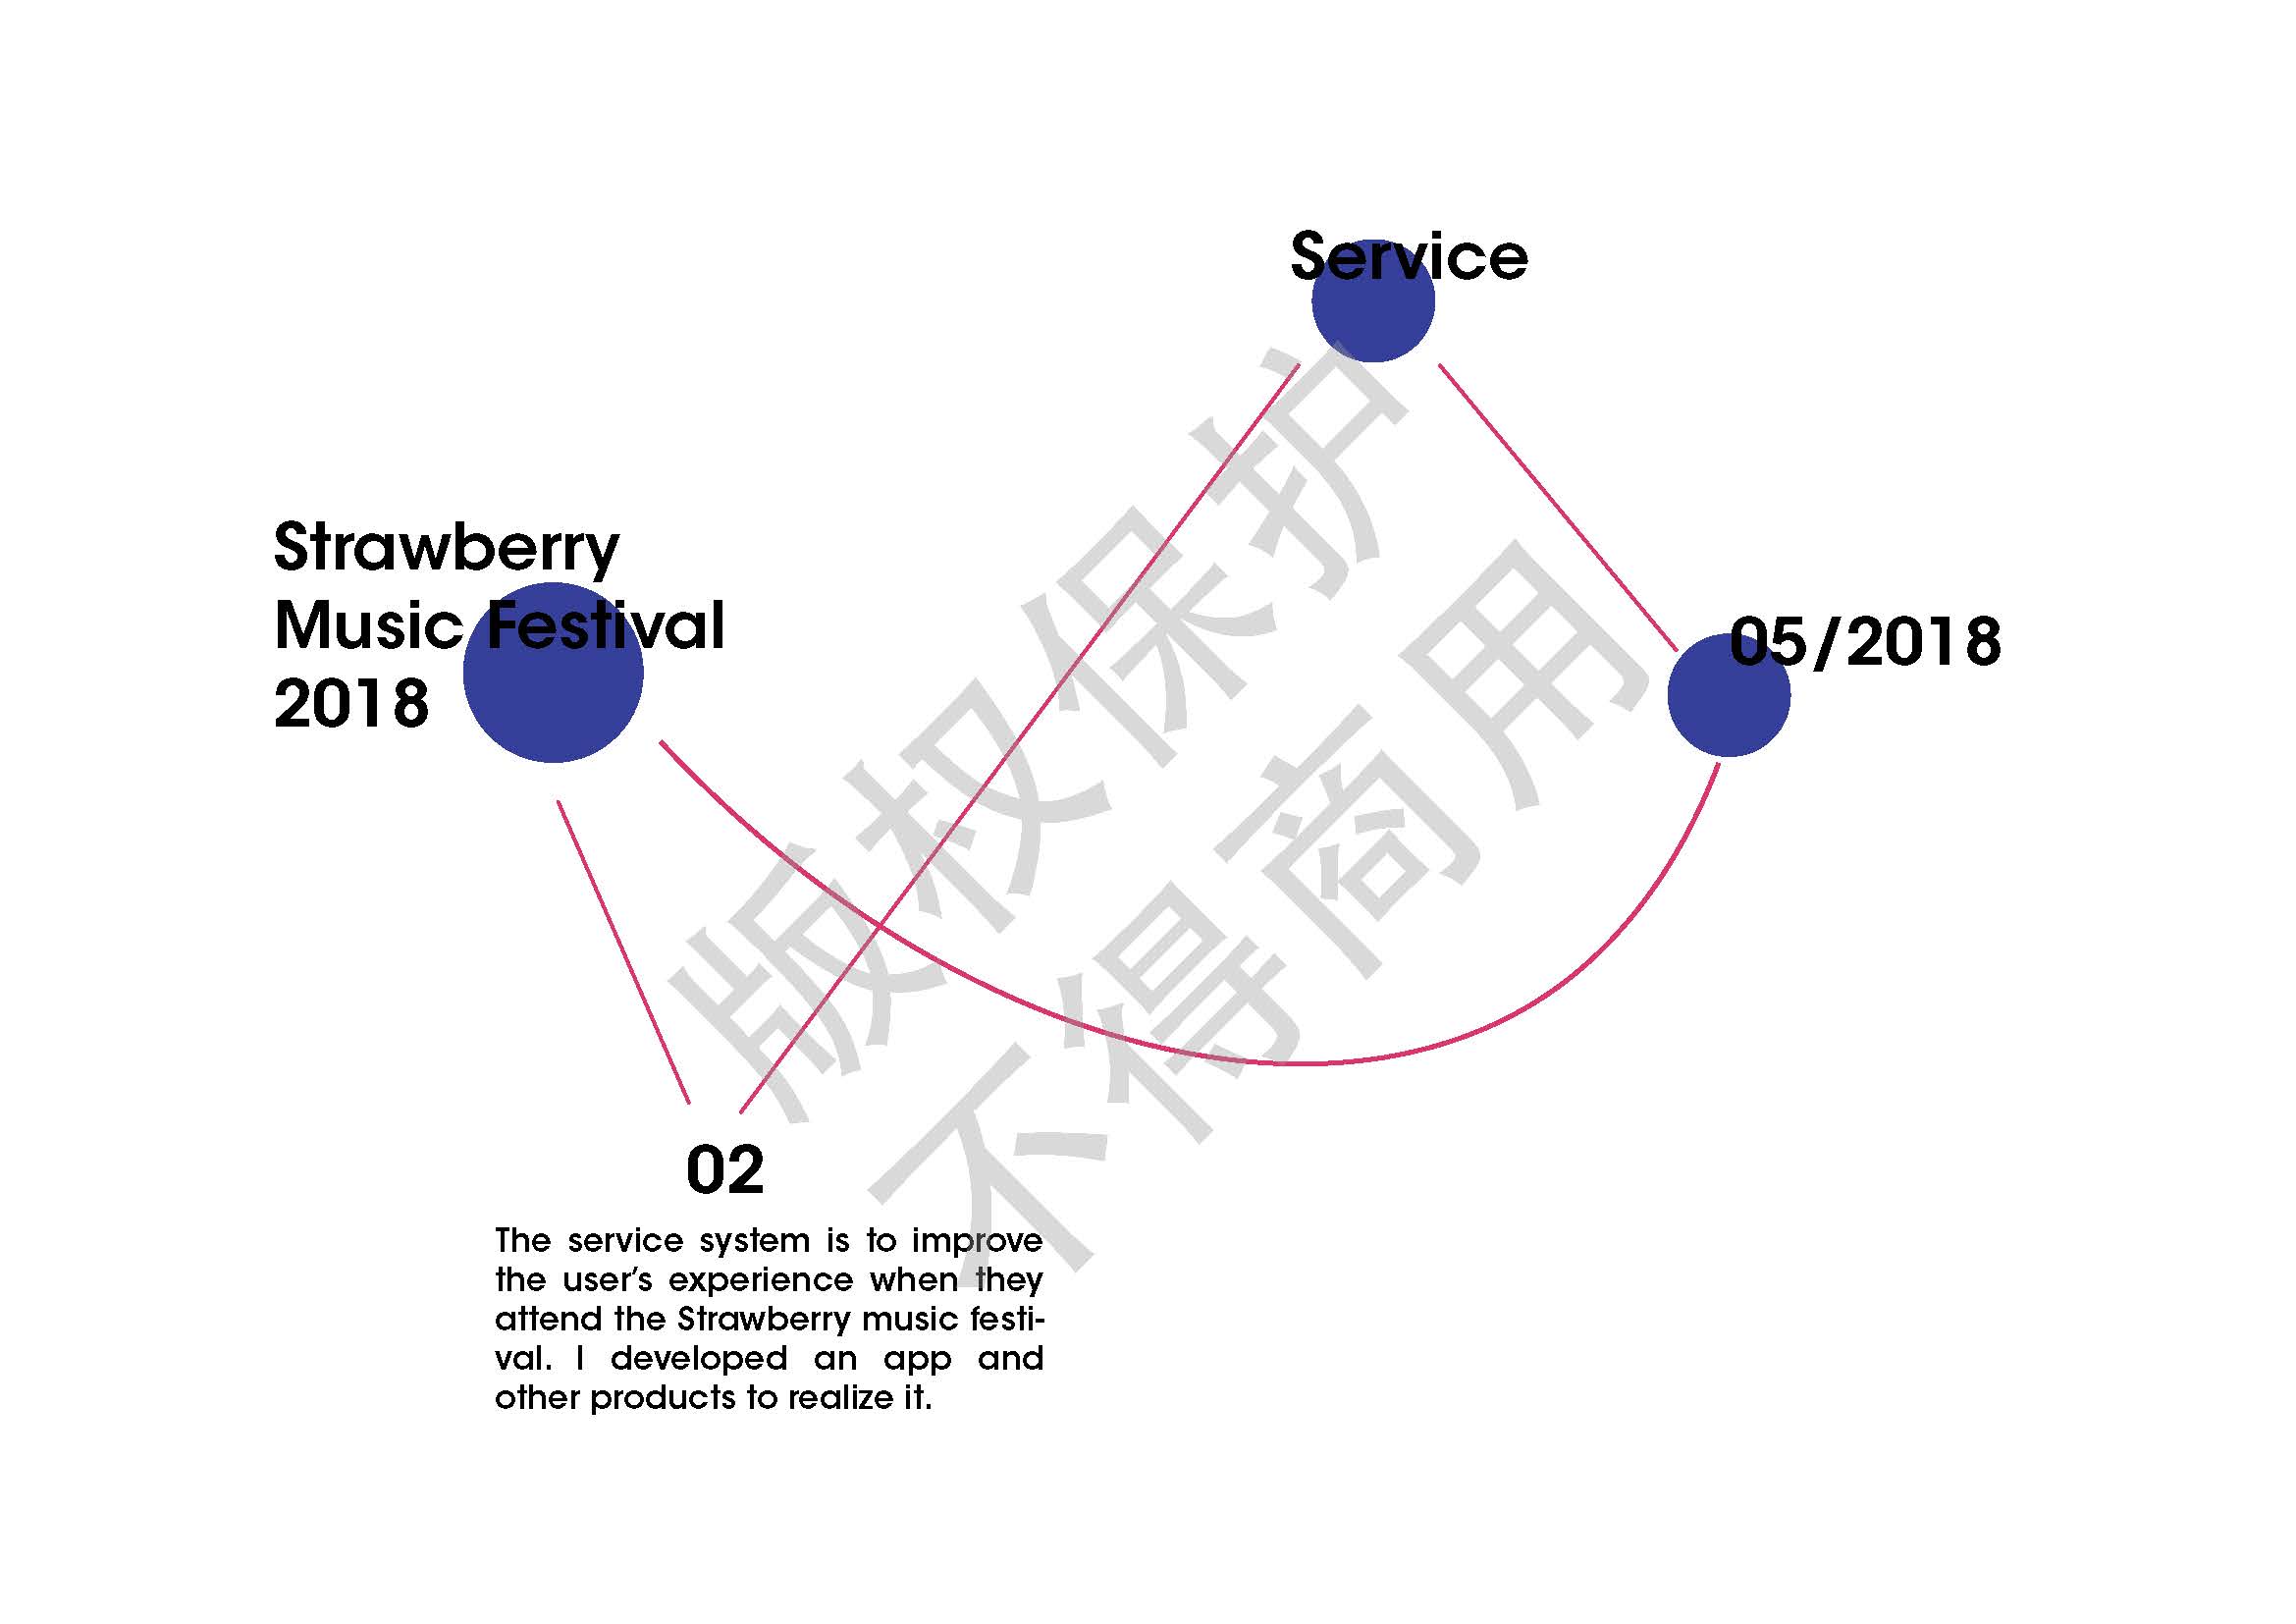 Service
Strawberry
Music Festival
2018
05/2018
02
The service system is to improve
the user’s experience when they
attend the Strawberry music festi-
val. I developed an app and
other products to realize it.
版权保护
不得商用